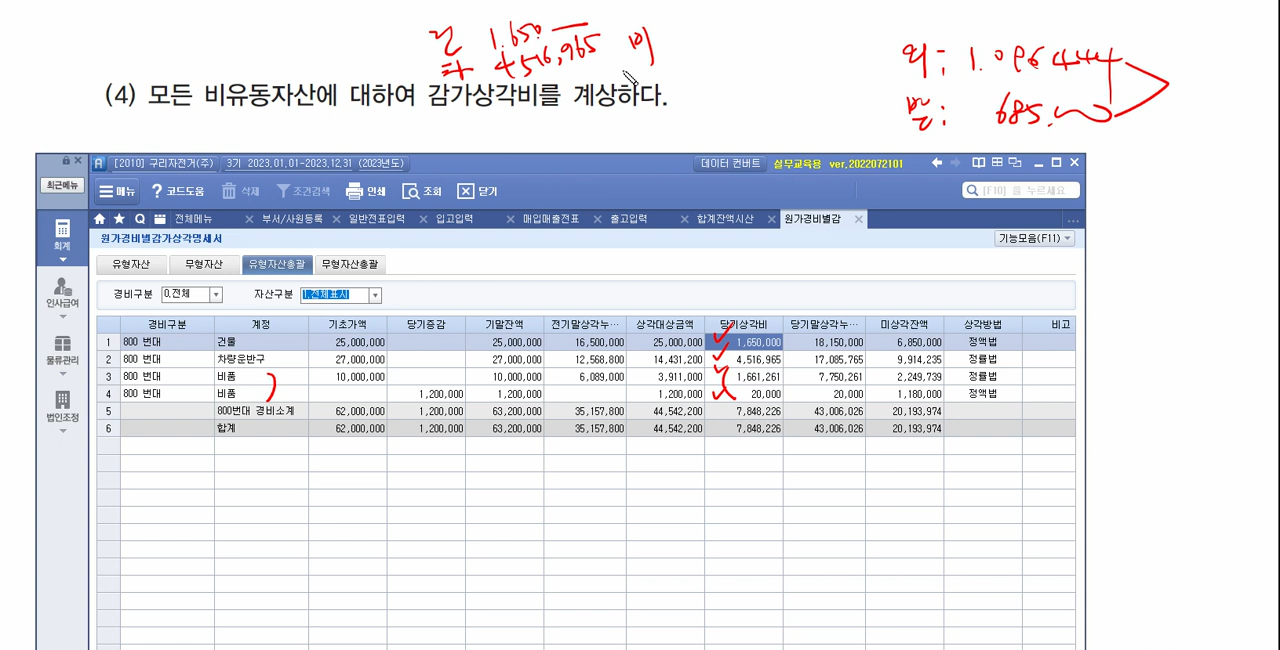 건 1.650
차 4516,965 비
외: 1.096444
받: 685.
(4) 모든 비유동자산에 대하여 감가상각비를 계상하다.
최근메뉴
[2010] 구리자전거(주) 3기 2023.01.01~2023.12.31 (2023년도) 데이터 컨버트 실무교육용 ver.2022072101
메뉴 코드도움 삭제 조건검색 인쇄 조회 닫기 [F10] 을 누르세요
전체메뉴 부서/사원등록 일반전표입력 입고입력 매입매출전표 출고입력 합계잔액시산 원가경비별감 ...
회계
인사급여
물류관리
법인조정
원가경비별감가상각명세서 기능모음(F11)
유형자산 무형자산 유형자산총괄 무형자산총괄
경비구분 0.전체 자산구분 1.전체표시
경비구분 계정 기초가액 당기증감 기말잔액 전기말상각누… 상각대상금액 당기상각비 당기말상각누… 미상각잔액 상각방법 비고
1 800 번대 건물 25,000,000 25,000,000 16,500,000 25,000,000 1,650,000 18,150,000 6,850,000 정액법
2 800 번대 차량운반구 27,000,000 27,000,000 12,568,800 14,431,200 4,516,965 17,085,765 9,914,235 정률법
3 800 번대 비품 10,000,000 10,000,000 6,089,000 3,911,000 1,661,261 7,750,261 2,249,739 정률법
4 800 번대 비품 1,200,000 1,200,000 1,200,000 20,000 20,000 1,180,000 정액법
5 800번대 경비소계 62,000,000 1,200,000 63,200,000 35,157,800 44,542,200 7,848,226 43,006,026 20,193,974
6 합계 62,000,000 1,200,000 63,200,000 35,157,800 44,542,200 7,848,226 43,006,026 20,193,974